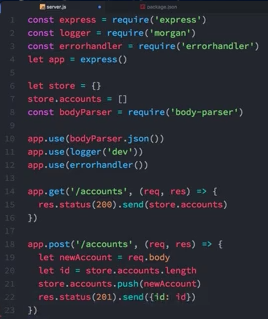 server.js
package.json
1 const express = require('express')
2 const logger = require('morgan')
3 const errorhandler = require('errorhandler')
4 let app = express()
5
6 let store = {}
7 store.accounts = []
8 const bodyParser = require('body-parser')
9
10 app.use(bodyParser.json())
11 app.use(logger('dev'))
12 app.use(errorhandler())
13
14 app.get('/accounts', (req, res) => {
15 res.status(200).send(store.accounts)
16 })
17
18 app.post('/accounts', (req, res) => {
19 let newAccount = req.body
20 let id = store.accounts.length
21 store.accounts.push(newAccount)
22 res.status(201).send({id: id})
23 })